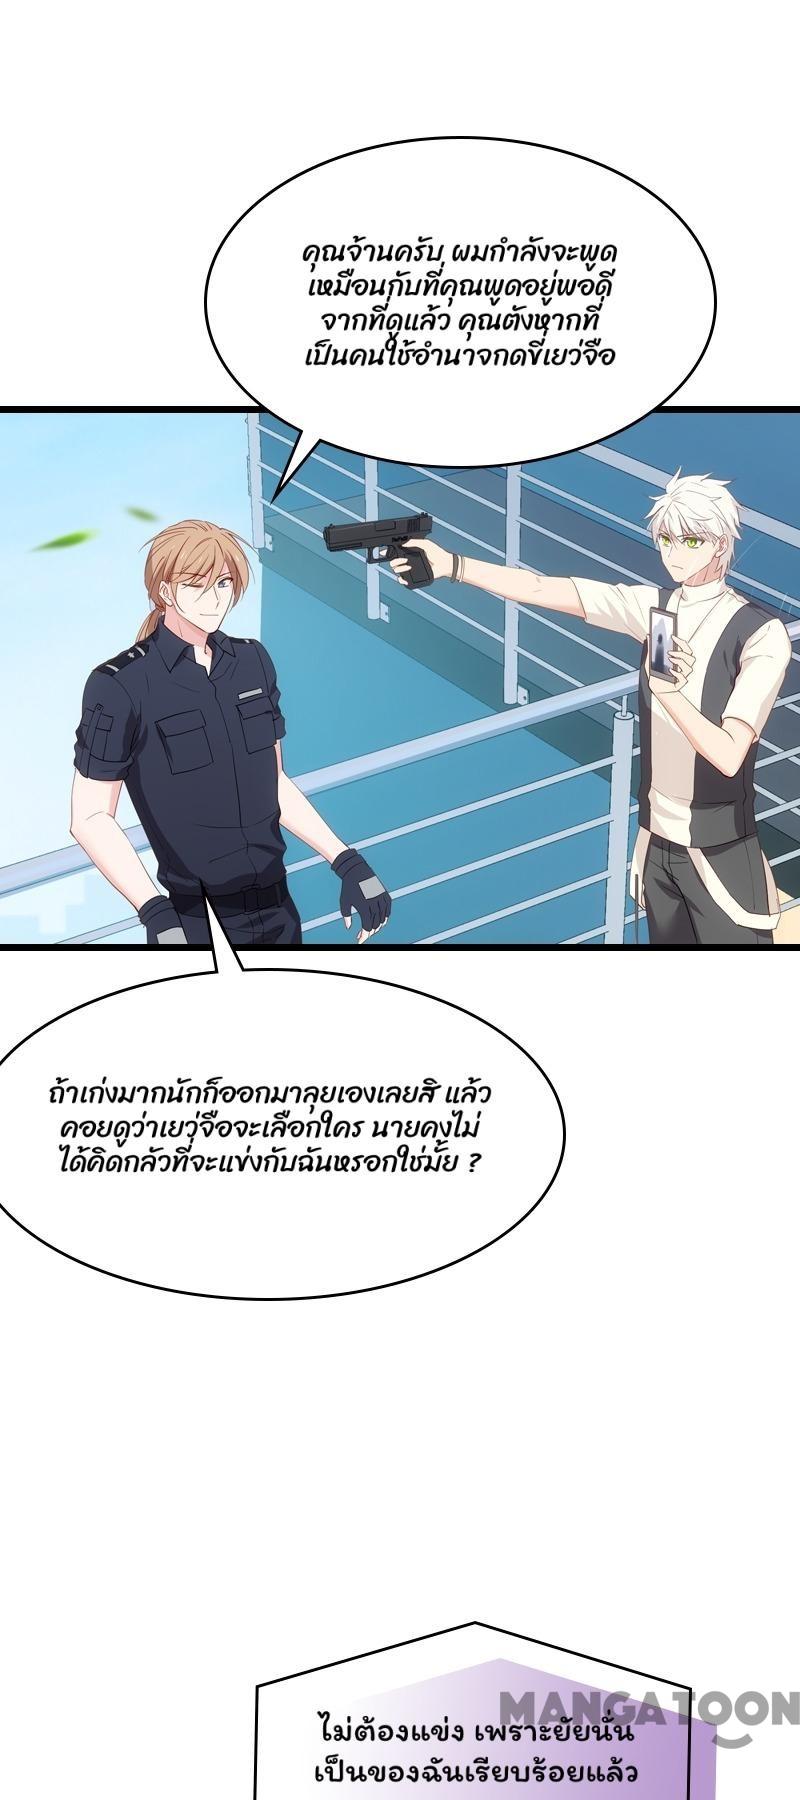 คุณจ้านครับ ผมกำลังจะพูด
เหมือนกับที่คุณพูดอยู่พอดี
จากที่ดูแล้ว คุณตังหากที่
เป็นคนใช้อำนาจกดขี่เยว่จือ
ถ้าเก่งมากนักก็ออกมาลุยเองเลยสิ แล้ว
คอยดูว่าเยว่จือจะเลือกใคร นายคงไม่
ได้คิดกลัวที่จะแข่งกับฉันหรอกใช่มั้ย ?
MANGATOON
ไม่ต้องแข่ง เพราะยัยนั่น
เป็นของฉันเรียบร้อยแล้ว